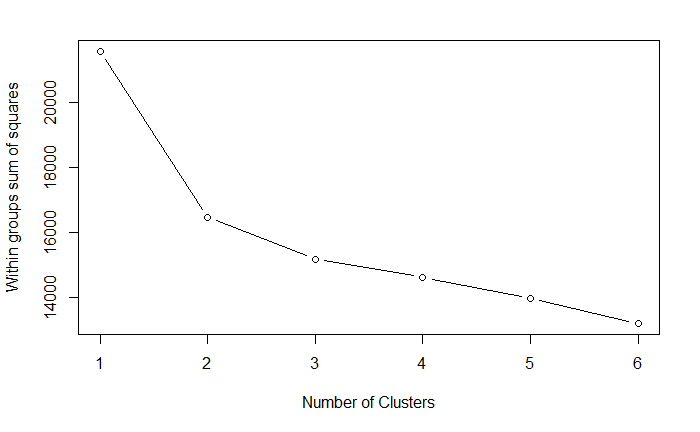 Within groups sum of squares
20000
18000
16000
14000
1 2 3 4 5 6
Number of Clusters